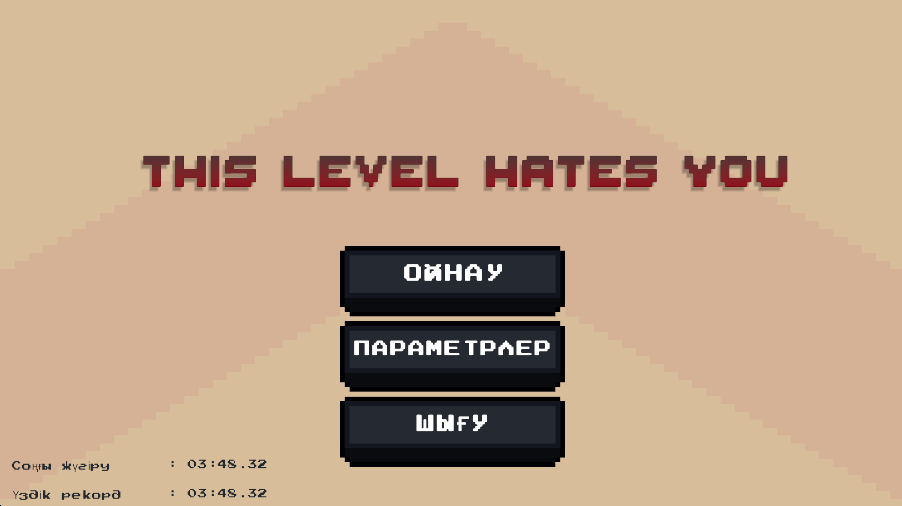 THIS LEVEL HATES YOU
ОЙНАУ
ПАРАМЕТРЛЕР
ШЫҒУ
Соңғы жүгіру : 03:48.32
Үздік рекорд : 03:48.32